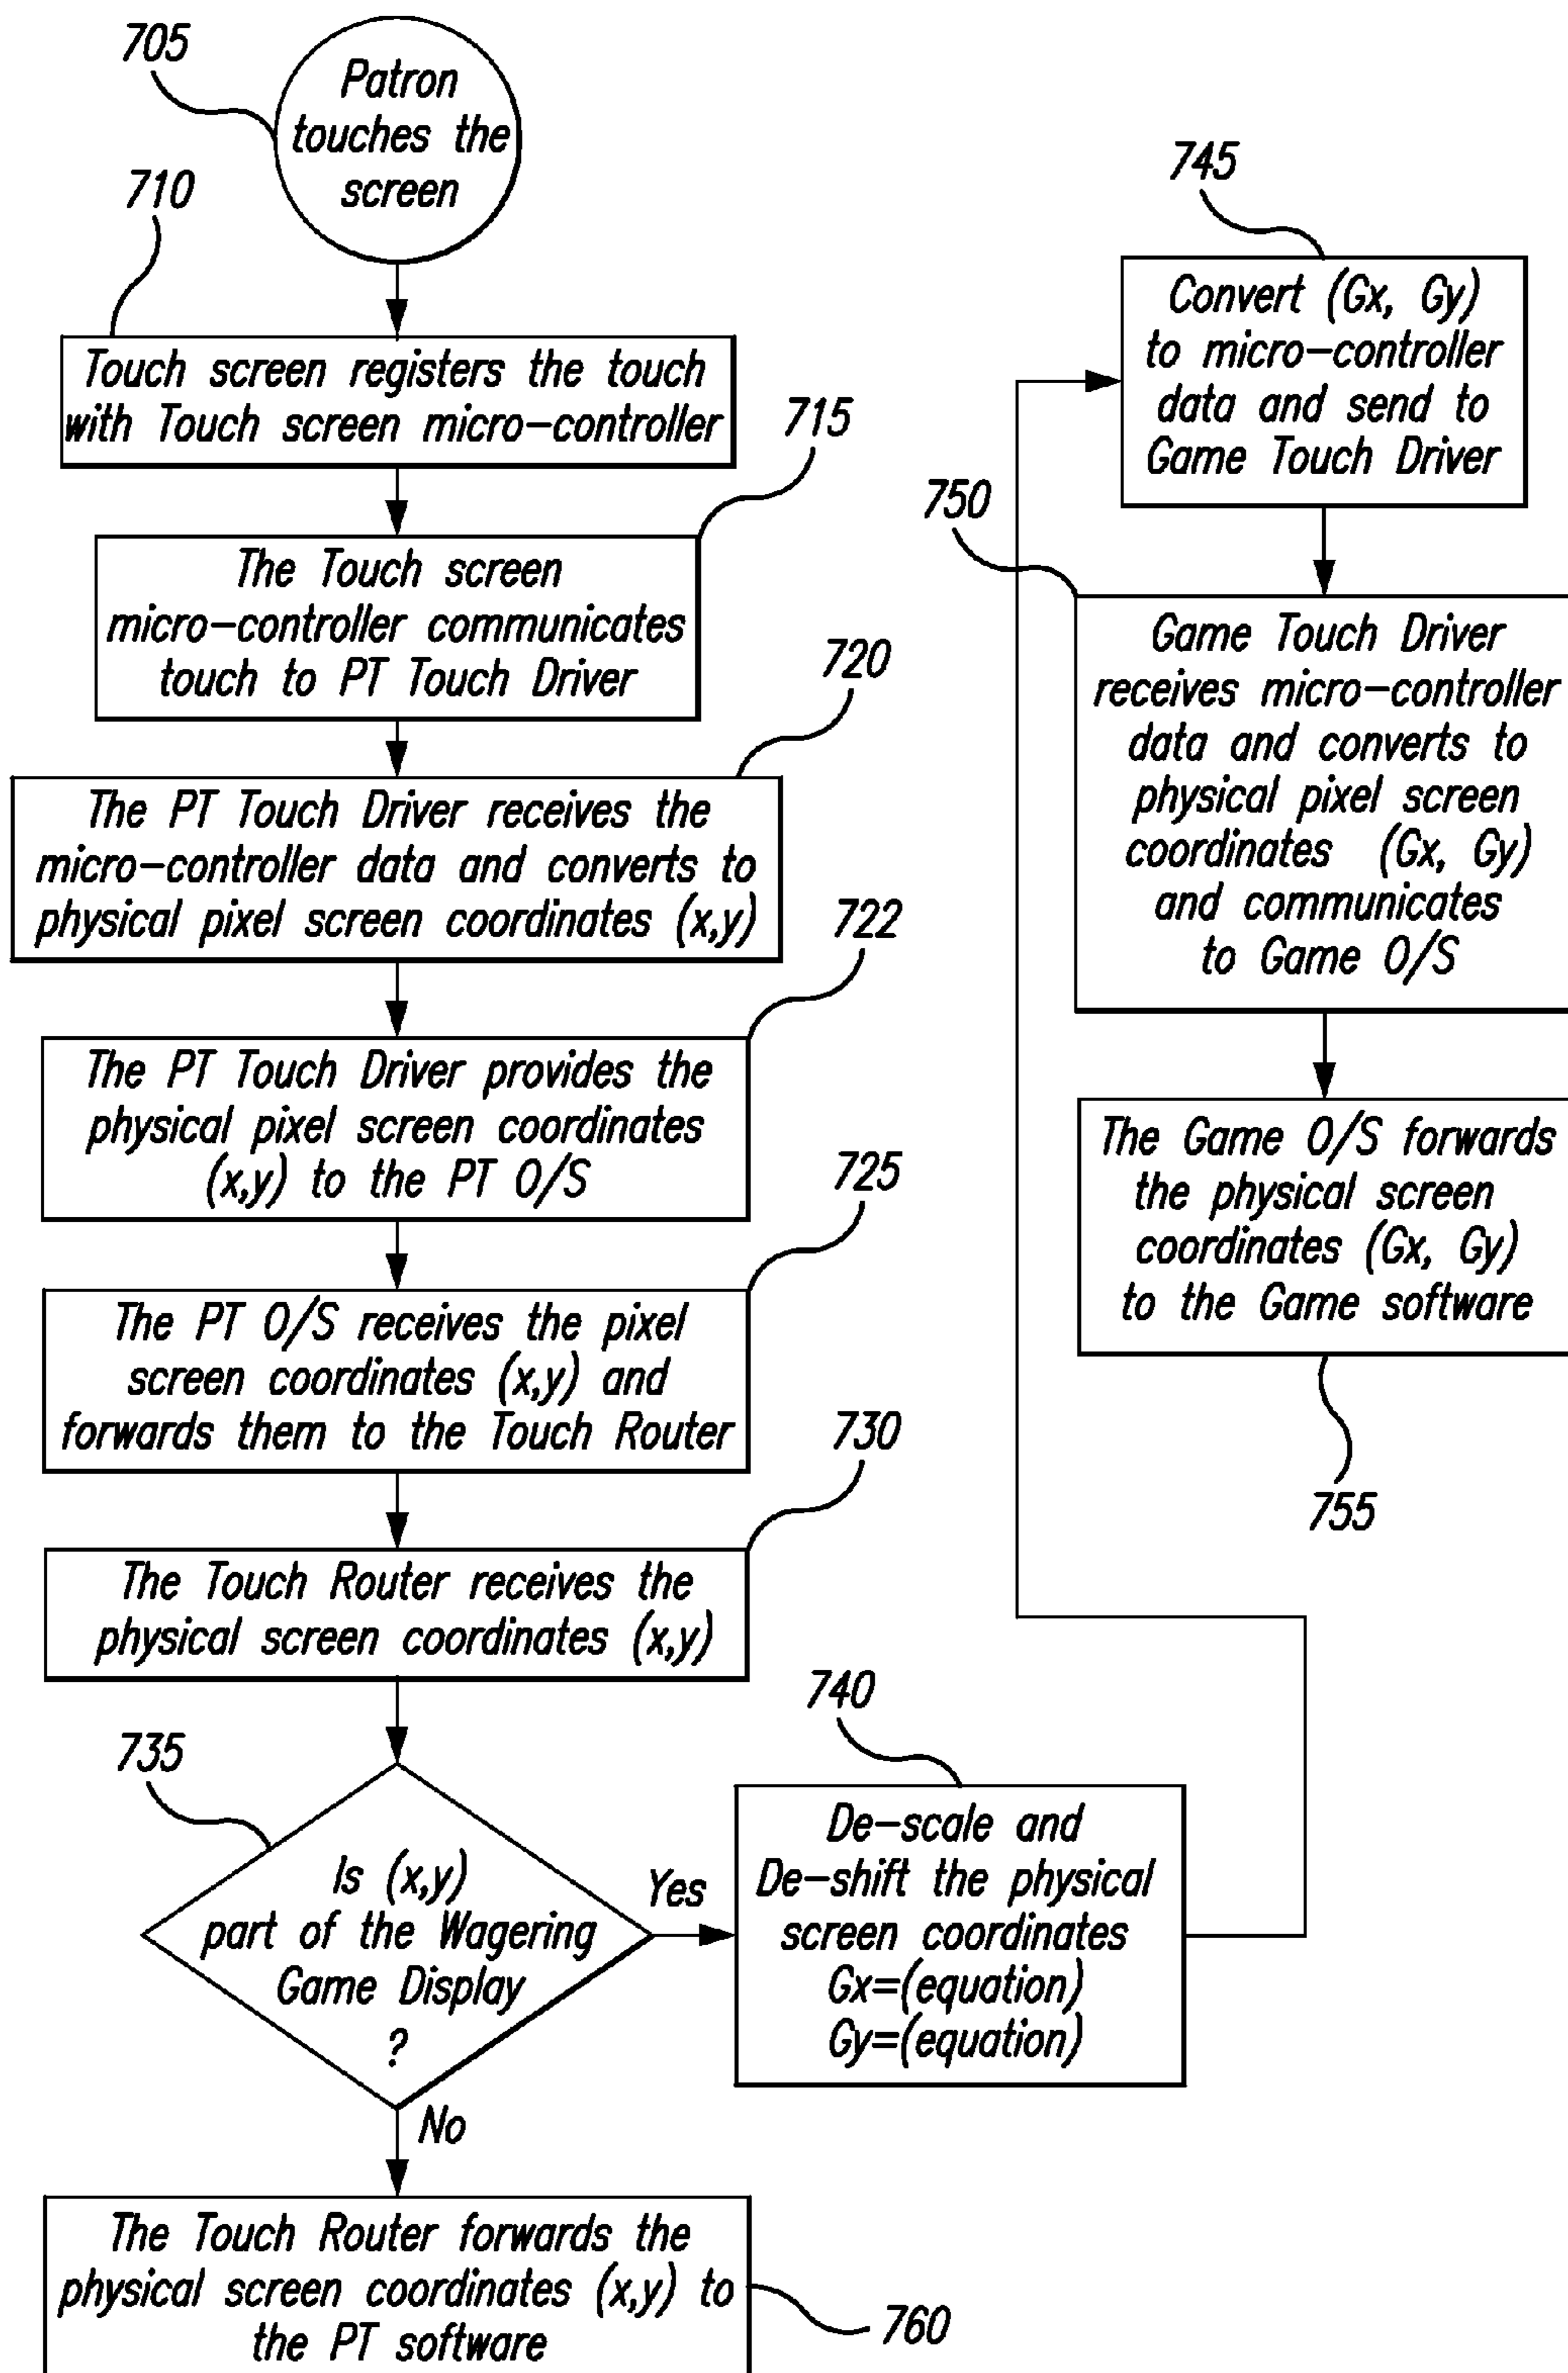 705
Patron
touches the
screen
710
Touch screen registers the touch
with Touch screen micro-controller
715
The Touch screen
micro-controller communicates
touch to PT Touch Driver
720
The PT Touch Driver receives the
micro-controller data and converts to
physical pixel screen coordinates (x,y)
722
The PT Touch Driver provides the
physical pixel screen coordinates
(x,y) to the PT O/S
725
The PT O/S receives the pixel
screen coordinates (x,y) and
forwards them to the Touch Router
730
The Touch Router receives the
physical screen coordinates (x,y)
735
Is (x,y)
part of the Wagering
Game Display
?
Yes
No
740
De-scale and
De-shift the physical
screen coordinates
Gx=(equation)
Gy=(equation)
745
Convert (Gx, Gy)
to micro-controller
data and send to
Game Touch Driver
750
Game Touch Driver
receives micro-controller
data and converts to
physical pixel screen
coordinates (Gx, Gy)
and communicates
to Game O/S
The Game O/S forwards
the physical screen
coordinates (Gx, Gy)
to the Game software
755
The Touch Router forwards the
physical screen coordinates (x,y) to
the PT software
760